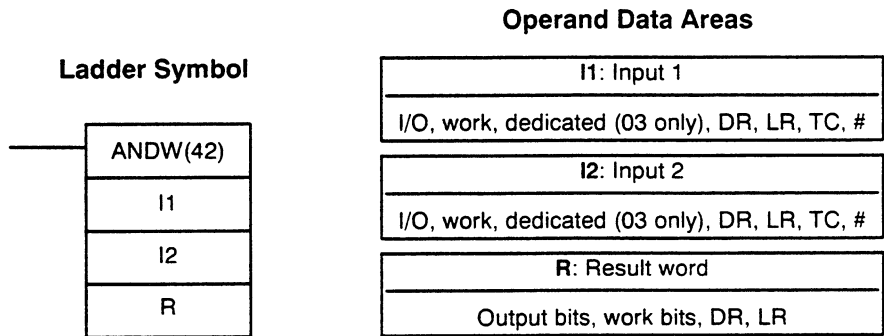 Operand Data Areas
Ladder Symbol
ANDW(42)
I1
I2
R
I1: Input 1
I/O, work, dedicated (03 only), DR, LR, TC, #
I2: Input 2
I/O, work, dedicated (03 only), DR, LR, TC, #
R: Result word
Output bits, work bits, DR, LR